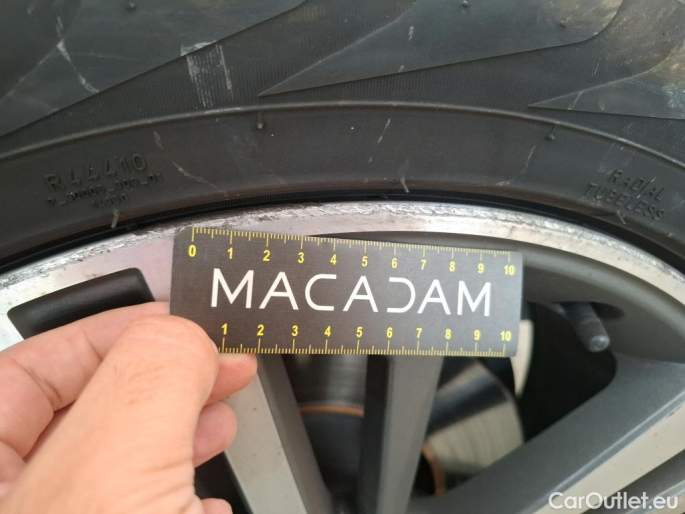 R44410
RADIAL
TUBELESS
0 1 2 3 4 5 6 7 8 9 10
MACADAM
1 2 3 4 5 6 7 8 9 10
CarOutlet.eu